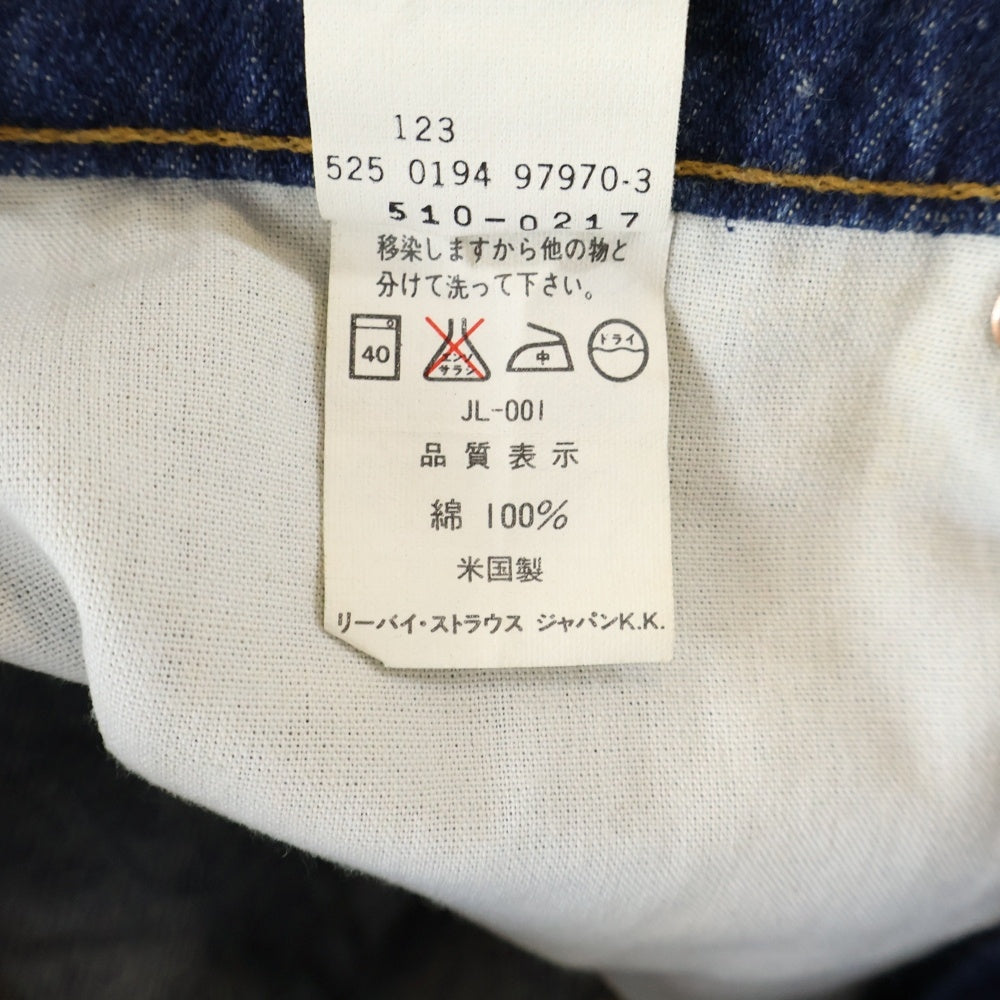 123
525 0194 97970-3
510-0217
移染しますから他の物と
分けて洗って下さい。
40 エンソ サラシ 中 ドライ
JL-001
品質表示
綿 100%
米国製
リーバイ・ストラウス ジャパンK.K.